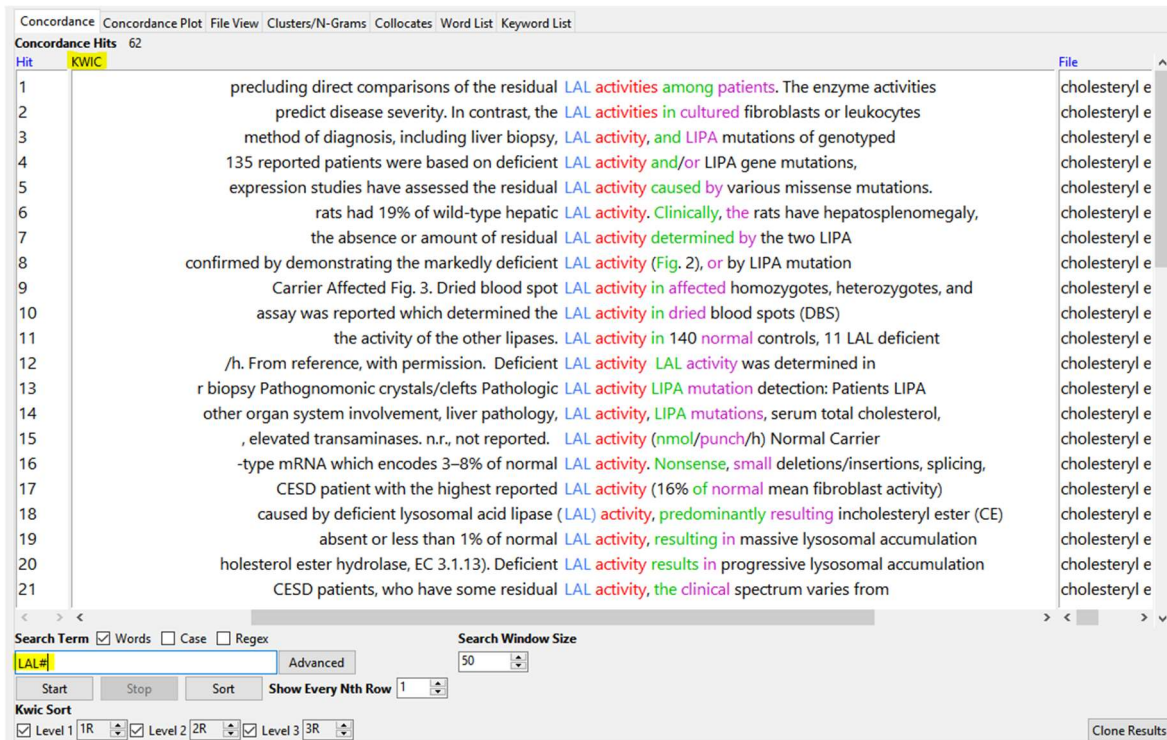 Concordance Concordance Plot File View Clusters/N-Grams Collocates Word List Keyword List
Concordance Hits 62
Hit KWIC File
1 precluding direct comparisons of the residual LAL activities among patients. The enzyme activities cholesteryl e
2 predict disease severity. In contrast, the LAL activities in cultured fibroblasts or leukocytes cholesteryl e
3 method of diagnosis, including liver biopsy, LAL activity, and LIPA mutations of genotyped cholesteryl e
4 135 reported patients were based on deficient LAL activity and/or LIPA gene mutations, cholesteryl e
5 expression studies have assessed the residual LAL activity caused by various missense mutations. cholesteryl e
6 rats had 19% of wild-type hepatic LAL activity. Clinically, the rats have hepatosplenomegaly, cholesteryl e
7 the absence or amount of residual LAL activity determined by the two LIPA cholesteryl e
8 confirmed by demonstrating the markedly deficient LAL activity (Fig. 2), or by LIPA mutation cholesteryl e
9 Carrier Affected Fig. 3. Dried blood spot LAL activity in affected homozygotes, heterozygotes, and cholesteryl e
10 assay was reported which determined the LAL activity in dried blood spots (DBS) cholesteryl e
11 the activity of the other lipases. LAL activity in 140 normal controls, 11 LAL deficient cholesteryl e
12 /h. From reference, with permission. Deficient LAL activity LAL activity was determined in cholesteryl e
13 r biopsy Pathognomonic crystals/clefts Pathologic LAL activity LIPA mutation detection: Patients LIPA cholesteryl e
14 other organ system involvement, liver pathology, LAL activity, LIPA mutations, serum total cholesterol, cholesteryl e
15 , elevated transaminases. n.r., not reported. LAL activity (nmol/punch/h) Normal Carrier cholesteryl e
16 -type mRNA which encodes 3–8% of normal LAL activity. Nonsense, small deletions/insertions, splicing, cholesteryl e
17 CESD patient with the highest reported LAL activity (16% of normal mean fibroblast activity) cholesteryl e
18 caused by deficient lysosomal acid lipase (LAL) activity, predominantly resulting incholesteryl ester (CE) cholesteryl e
19 absent or less than 1% of normal LAL activity, resulting in massive lysosomal accumulation cholesteryl e
20 holesterol ester hydrolase, EC 3.1.13). Deficient LAL activity results in progressive lysosomal accumulation cholesteryl e
21 CESD patients, who have some residual LAL activity, the clinical spectrum varies from cholesteryl e
Search Term Words Case Regex Search Window Size
LAL# Advanced 50
Start Stop Sort Show Every Nth Row 1
Kwic Sort
Level 1 1R Level 2 2R Level 3 3R Clone Results